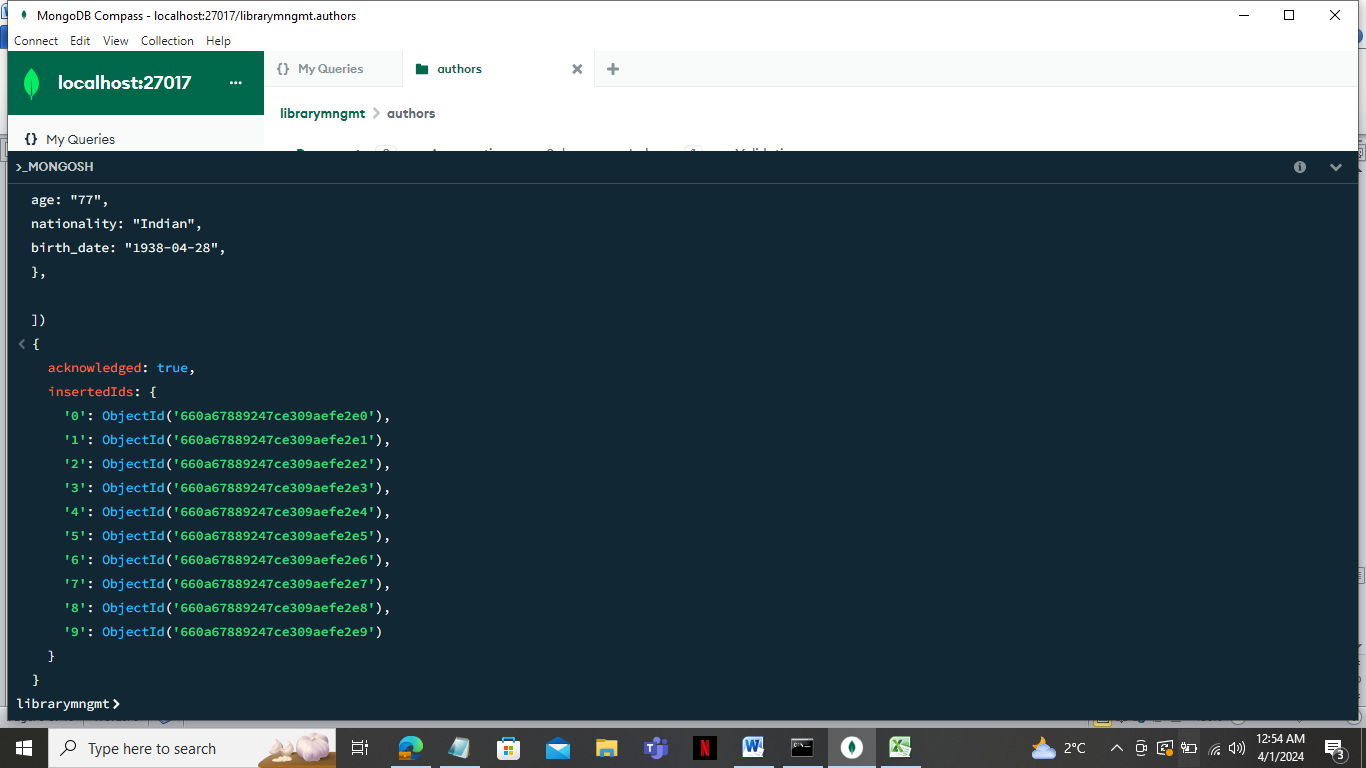 MongoDB Compass - localhost:27017/librarymngmt.authors
Connect Edit View Collection Help
localhost:27017 ...
{} My Queries
authors
librarymngmt > authors
{} My Queries
>_MONGOSH
age: "77",
nationality: "Indian",
birth_date: "1938-04-28",
},
])
< {
acknowledged: true,
insertedIds: {
'0': ObjectId('660a67889247ce309aefe2e0'),
'1': ObjectId('660a67889247ce309aefe2e1'),
'2': ObjectId('660a67889247ce309aefe2e2'),
'3': ObjectId('660a67889247ce309aefe2e3'),
'4': ObjectId('660a67889247ce309aefe2e4'),
'5': ObjectId('660a67889247ce309aefe2e5'),
'6': ObjectId('660a67889247ce309aefe2e6'),
'7': ObjectId('660a67889247ce309aefe2e7'),
'8': ObjectId('660a67889247ce309aefe2e8'),
'9': ObjectId('660a67889247ce309aefe2e9')
}
}
librarymngmt>
Type here to search
2°C
12:54 AM
4/1/2024
3